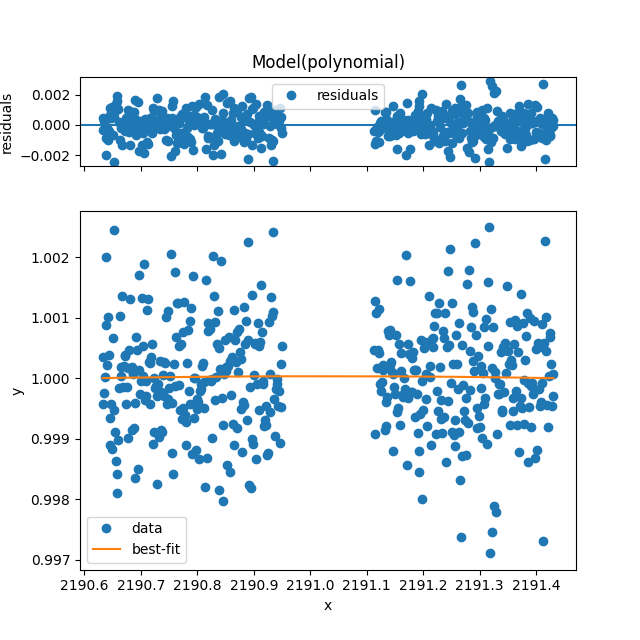 Model(polynomial)
residuals
0.002
0.000
−0.002
residuals
y
1.002
1.001
1.000
0.999
0.998
0.997
data
best-fit
2190.6 2190.7 2190.8 2190.9 2191.0 2191.1 2191.2 2191.3 2191.4
x